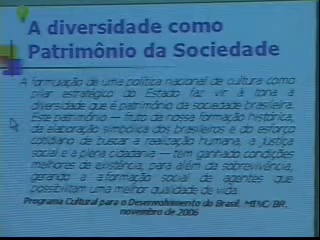 A diversidade como
Patrimônio da Sociedade
A formulação de uma política nacional de cultura como
pilar estratégico do Estado faz vir à tona a
diversidade que é patrimônio da sociedade brasileira.
Este patrimônio — fruto da nossa formação histórica,
da elaboração simbólica dos brasileiros e do esforço
cotidiano de buscar a realização humana, a justiça
social e a plena cidadania — tem ganhado condições
melhores de existência, para além da sobrevivência,
gerando a aformação social de agentes que
possibilitam uma melhor qualidade de vida.
Programa Cultural para o Desenvolvimento do Brasil. MINC/BR,
novembro de 2006